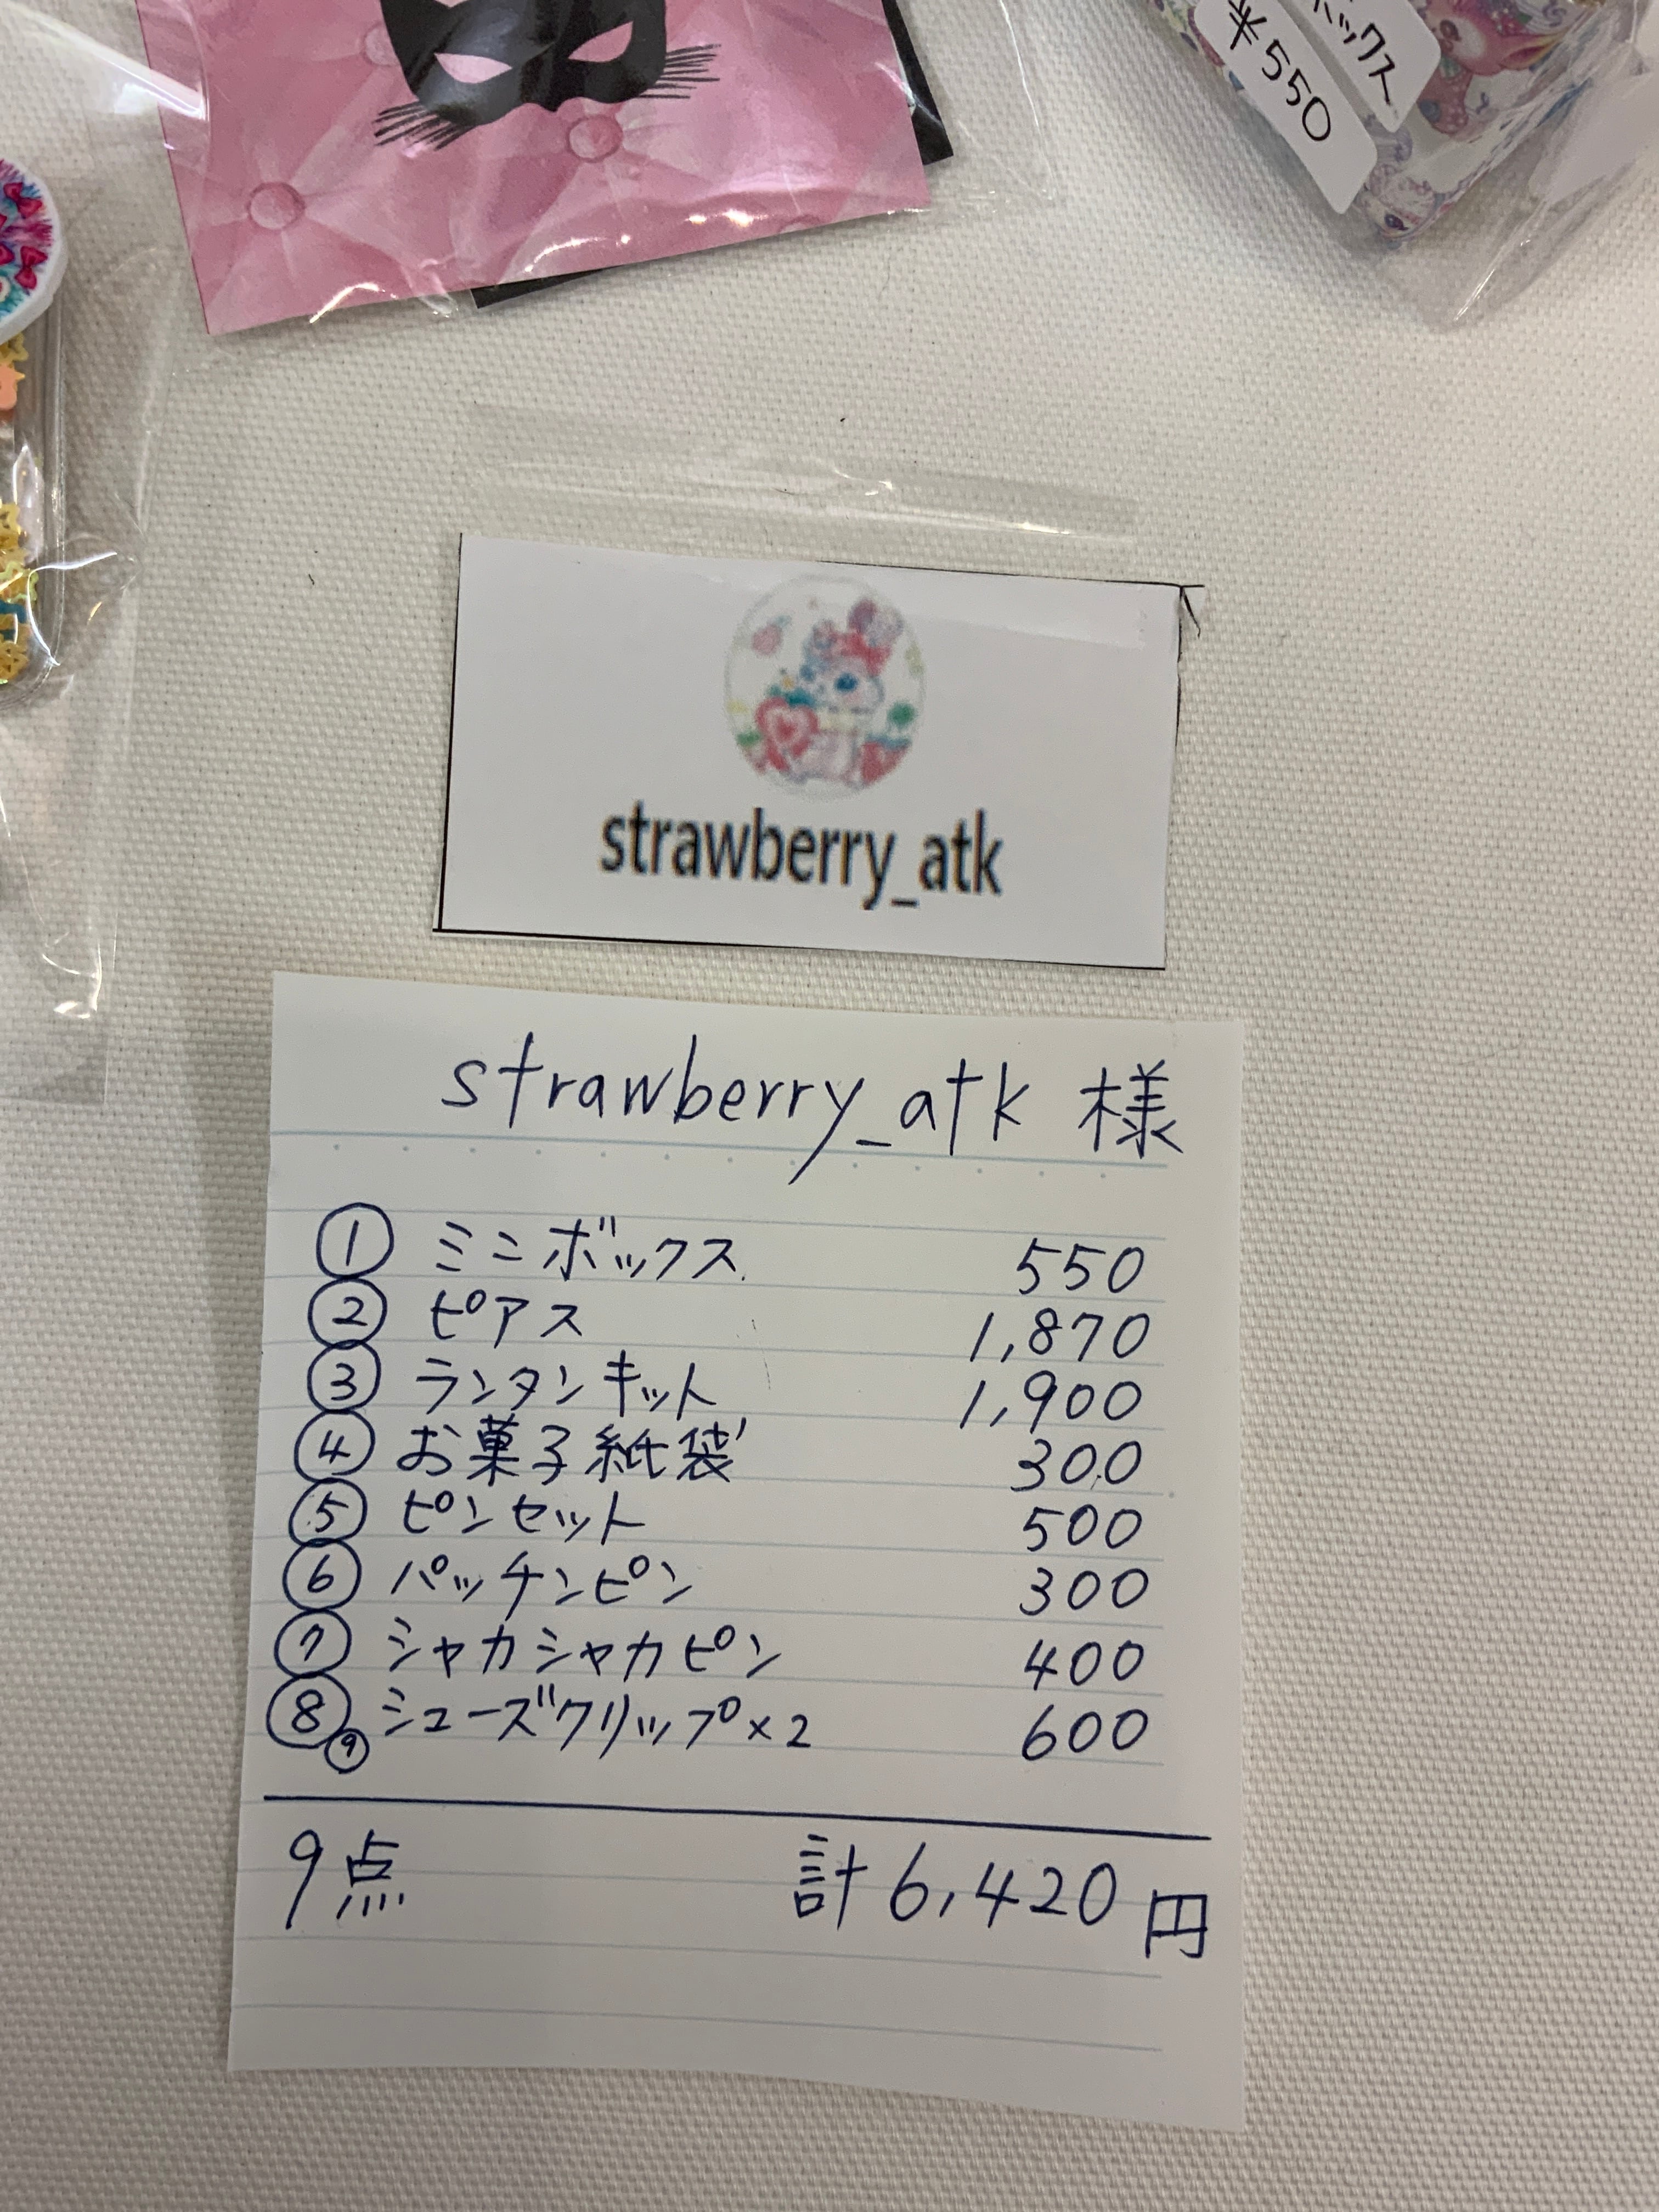 ボックス
¥550
strawberry_atk
strawberry_atk 様
① ミニボックス 550
② ピアス 1,870
③ ランタンキット 1,900
④ お菓子紙袋 300
⑤ ピンセット 500
⑥ パッチンピン 300
⑦ シャカシャカピン 400
⑧⑨ シューズクリップ×2 600
9点 計6,420円